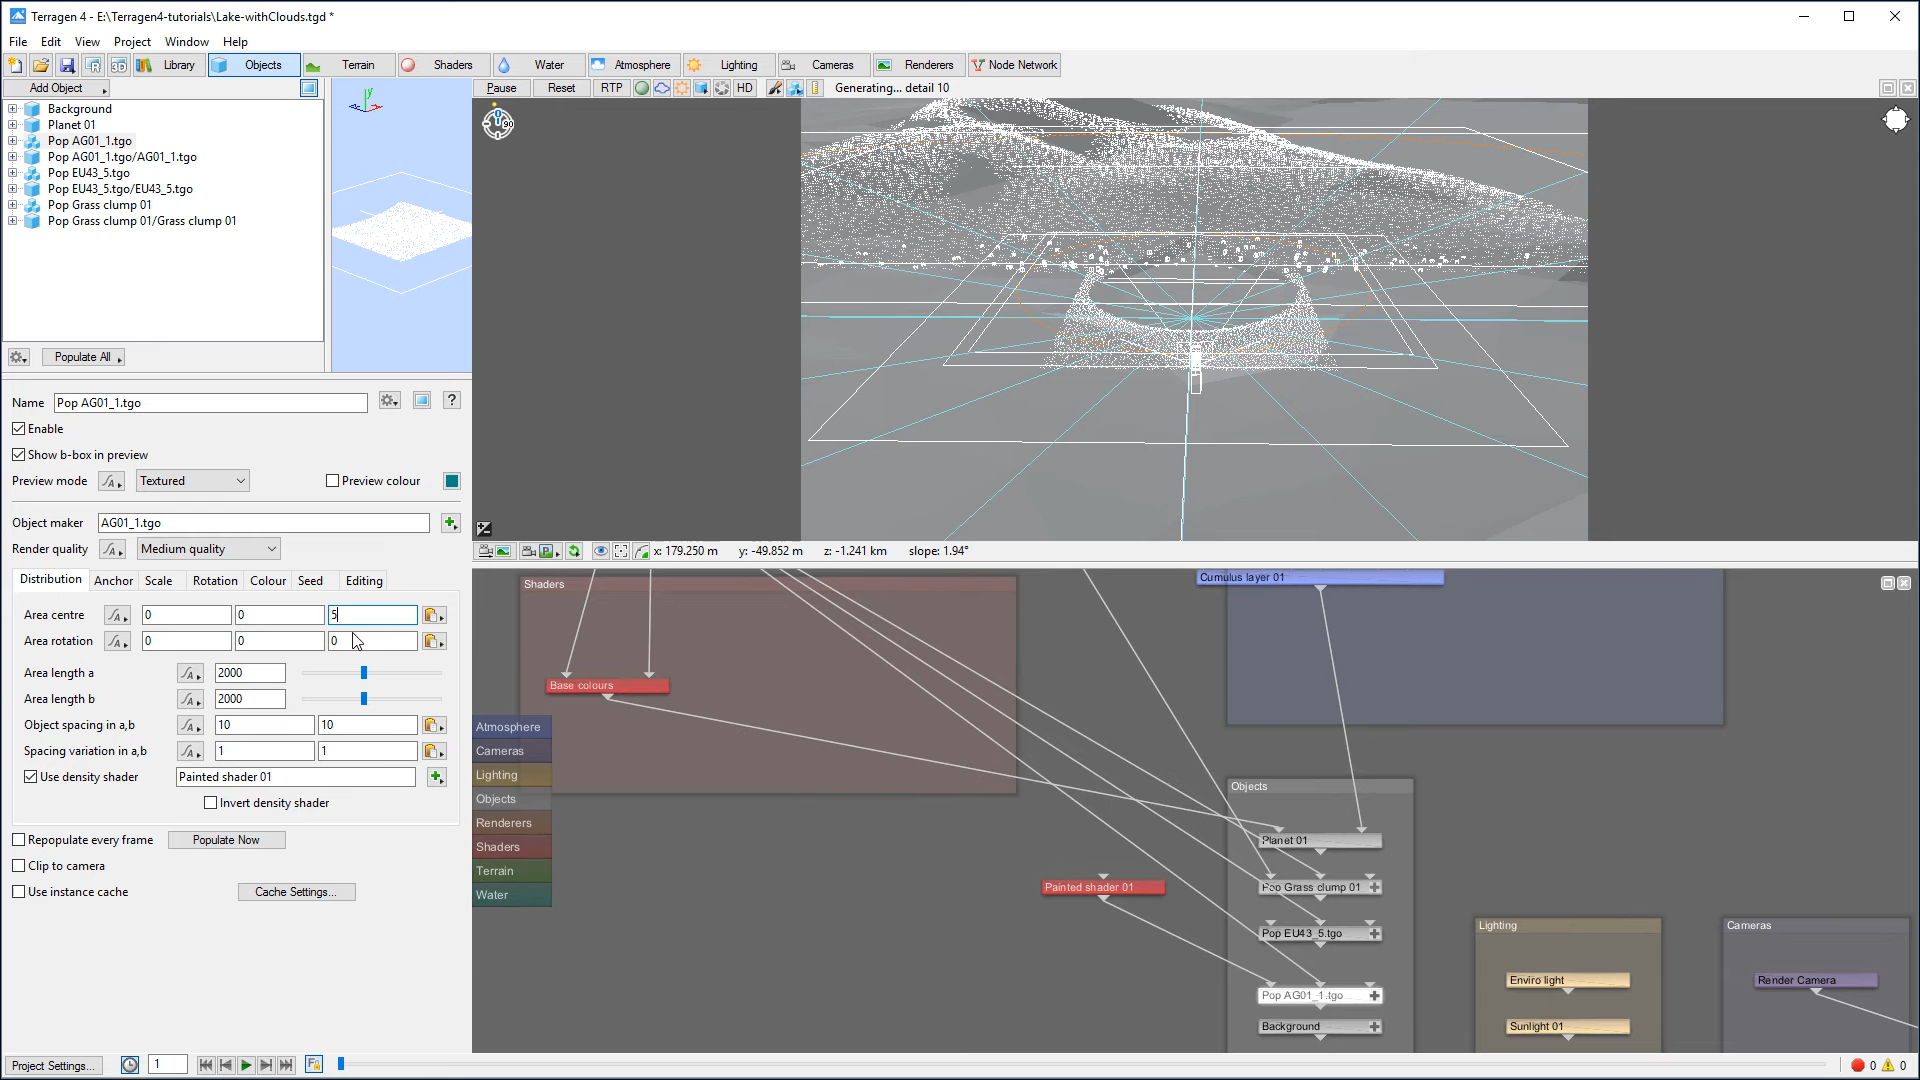 Terragen 4 - E:\Terragen4-tutorials\Lake-withClouds.tgd *
File Edit View Project Window Help
Library Objects Terrain Shaders Water Atmosphere Lighting Cameras Renderers Node Network
Add Object
Pause Reset RTP HD Generating... detail 10
Background
Planet 01
Pop AG01_1.tgo
Pop AG01_1.tgo/AG01_1.tgo
Pop EU43_5.tgo
Pop EU43_5.tgo/EU43_5.tgo
Pop Grass clump 01
Pop Grass clump 01/Grass clump 01
Populate All
y
90
Name Pop AG01_1.tgo ?
Enable
Show b-box in preview
Preview mode Textured Preview colour
Object maker AG01_1.tgo
Render quality Medium quality
Distribution Anchor Scale Rotation Colour Seed Editing
Area centre 0 0 5
Area rotation 0 0 0
Area length a 2000
Area length b 2000
Object spacing in a,b 10 10
Spacing variation in a,b 1 1
Use density shader Painted shader 01
Invert density shader
Repopulate every frame Populate Now
Clip to camera
Use instance cache Cache Settings...
x: 179.250 m y: -49.852 m z: -1.241 km slope: 1.94°
Shaders
Base colours
Cumulus layer 01
Atmosphere
Cameras
Lighting
Objects
Renderers
Shaders
Terrain
Water
Objects
Planet 01
Painted shader 01
Pop Grass clump 01
Pop EU43_5.tgo
Pop AG01_1.tgo
Background
Lighting
Enviro light
Sunlight 01
Cameras
Render Camera
Project Settings... 1 0 0